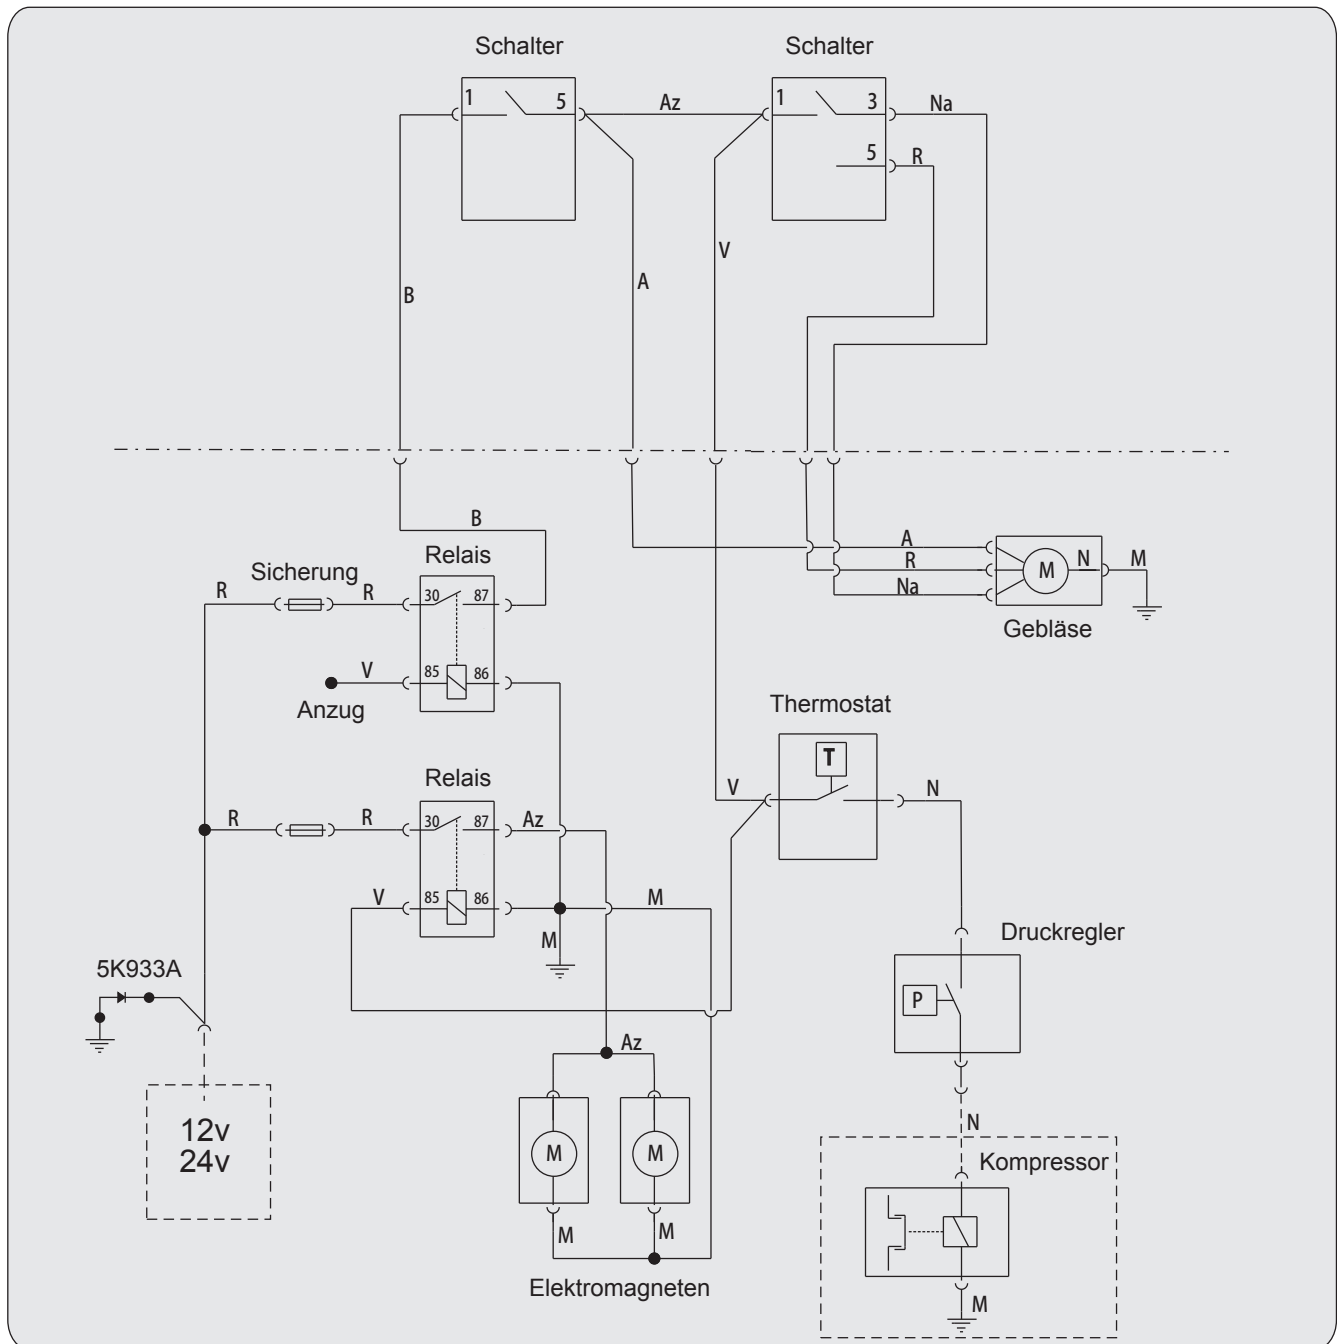 Schalter
Schalter
1
5
Az
1
3
Na
5
R
V
A
B
B
Relais
Sicherung
R
R
30
87
V
85
86
Anzug
A
R
Na
M
N
M
Gebläse
Thermostat
T
V
N
Relais
R
R
30
87
Az
V
85
86
M
M
Druckregler
P
5K933A
12v
24v
Az
M
M
M
M
Elektromagneten
N
Kompressor
M